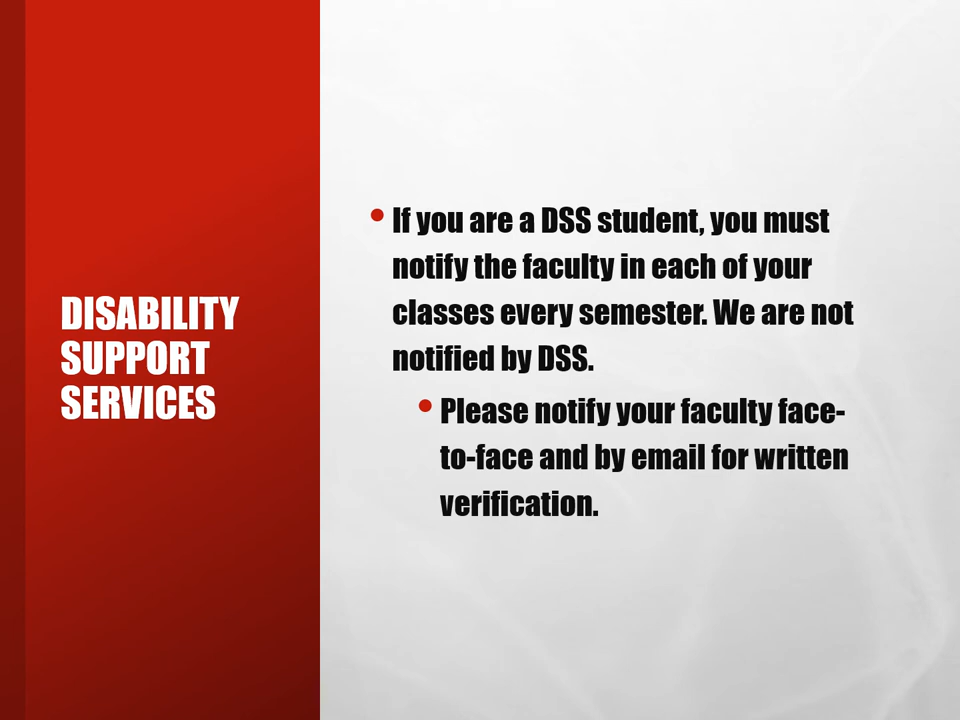 DISABILITY
SUPPORT
SERVICES
• If you are a DSS student, you must
notify the faculty in each of your
classes every semester. We are not
notified by DSS.
• Please notify your faculty face-
to-face and by email for written
verification.